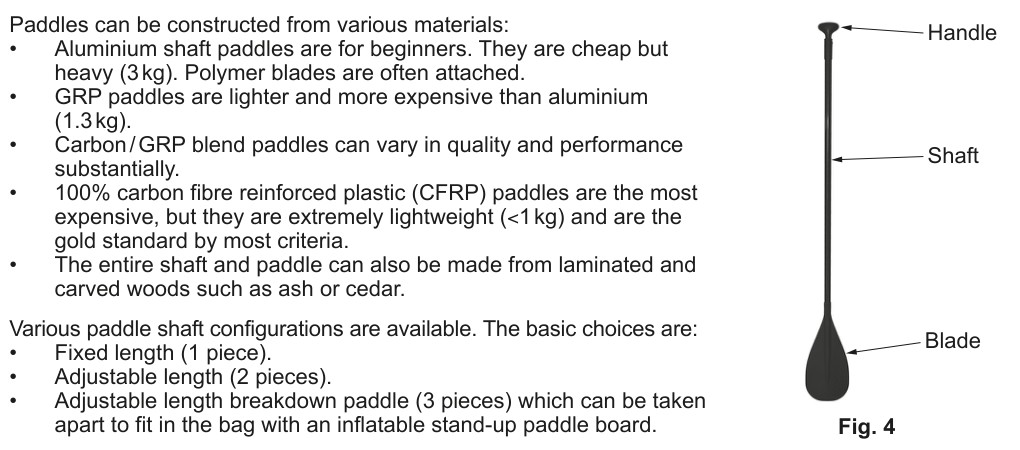 Paddles can be constructed from various materials:
• Aluminium shaft paddles are for beginners. They are cheap but
heavy (3 kg). Polymer blades are often attached.
• GRP paddles are lighter and more expensive than aluminium
(1.3 kg).
• Carbon / GRP blend paddles can vary in quality and performance
substantially.
• 100% carbon fibre reinforced plastic (CFRP) paddles are the most
expensive, but they are extremely lightweight (<1 kg) and are the
gold standard by most criteria.
• The entire shaft and paddle can also be made from laminated and
carved woods such as ash or cedar.
Various paddle shaft configurations are available. The basic choices are:
• Fixed length (1 piece).
• Adjustable length (2 pieces).
• Adjustable length breakdown paddle (3 pieces) which can be taken
apart to fit in the bag with an inflatable stand-up paddle board.
Handle
Shaft
Blade
Fig. 4